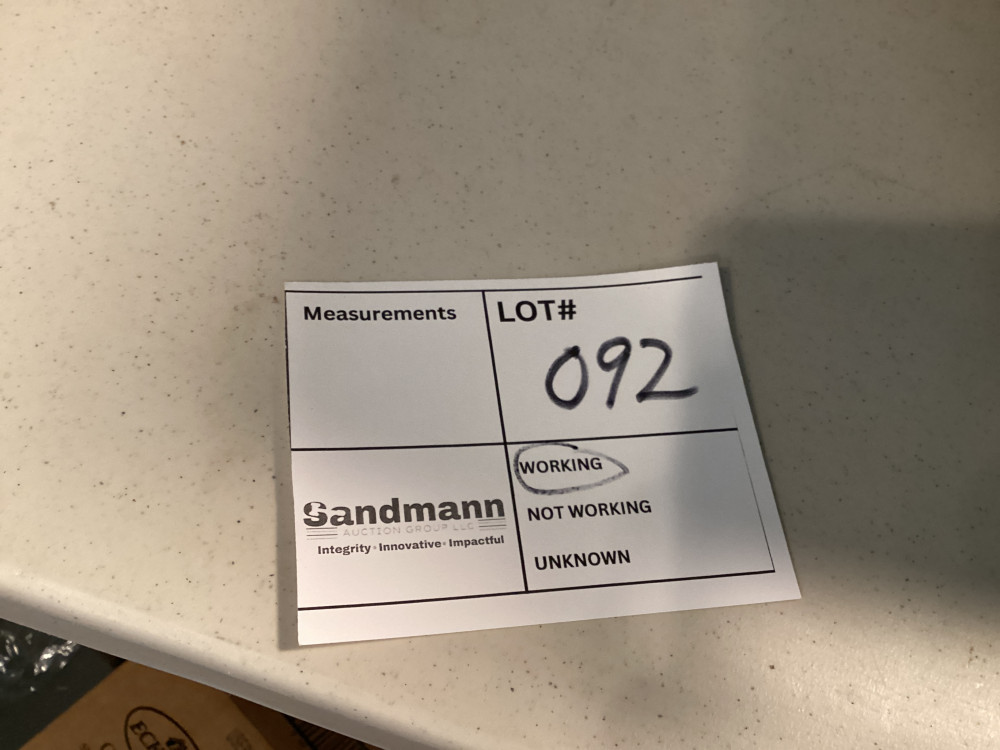 Measurements
LOT#
092
Sandmann
AUCTION GROUP LLC
Integrity · Innovative · Impactful
WORKING
NOT WORKING
UNKNOWN